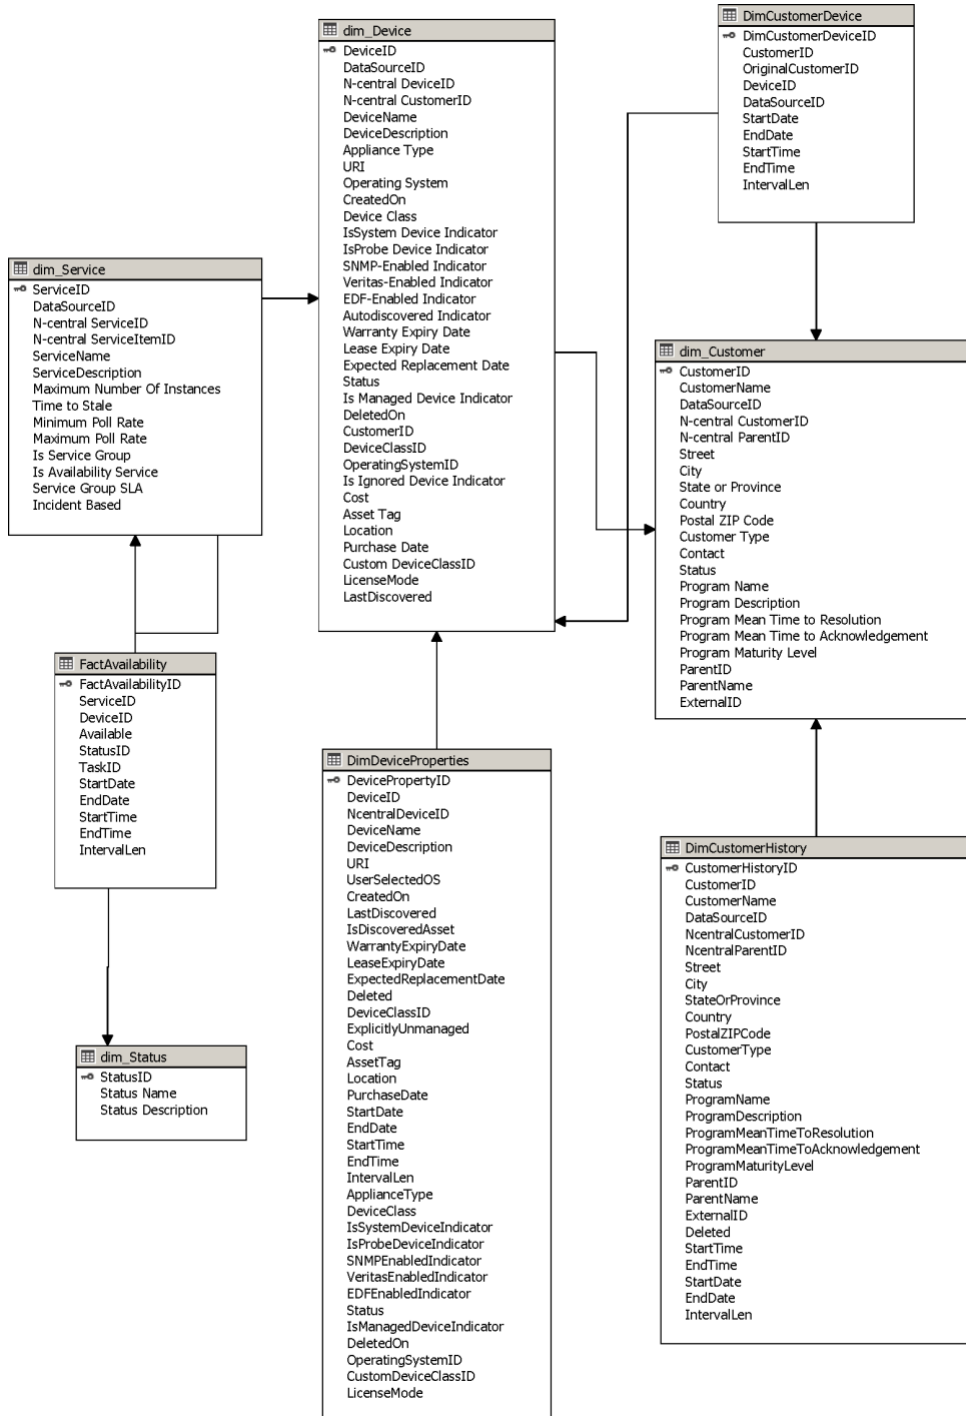 dim_Device
DeviceID
DataSourceID
N-central DeviceID
N-central CustomerID
DeviceName
DeviceDescription
Appliance Type
URI
Operating System
CreatedOn
Device Class
IsSystem Device Indicator
IsProbe Device Indicator
SNMP-Enabled Indicator
Veritas-Enabled Indicator
EDF-Enabled Indicator
Autodiscovered Indicator
Warranty Expiry Date
Lease Expiry Date
Expected Replacement Date
Status
Is Managed Device Indicator
DeletedOn
CustomerID
DeviceClassID
OperatingSystemID
Is Ignored Device Indicator
Cost
Asset Tag
Location
Purchase Date
Custom DeviceClassID
LicenseMode
LastDiscovered
DimCustomerDevice
DimCustomerDeviceID
CustomerID
OriginalCustomerID
DeviceID
DataSourceID
StartDate
EndDate
StartTime
EndTime
IntervalLen
dim_Service
ServiceID
DataSourceID
N-central ServiceID
N-central ServiceItemID
ServiceName
ServiceDescription
Maximum Number Of Instances
Time to Stale
Minimum Poll Rate
Maximum Poll Rate
Is Service Group
Is Availability Service
Service Group SLA
Incident Based
dim_Customer
CustomerID
CustomerName
DataSourceID
N-central CustomerID
N-central ParentID
Street
City
State or Province
Country
Postal ZIP Code
Customer Type
Contact
Status
Program Name
Program Description
Program Mean Time to Resolution
Program Mean Time to Acknowledgement
Program Maturity Level
ParentID
ParentName
ExternalID
FactAvailability
FactAvailabilityID
ServiceID
DeviceID
Available
StatusID
TaskID
StartDate
EndDate
StartTime
EndTime
IntervalLen
DimDeviceProperties
DevicePropertyID
DeviceID
NcentralDeviceID
DeviceName
DeviceDescription
URI
UserSelectedOS
CreatedOn
LastDiscovered
IsDiscoveredAsset
WarrantyExpiryDate
LeaseExpiryDate
ExpectedReplacementDate
Deleted
DeviceClassID
ExplicitlyUnmanaged
Cost
AssetTag
Location
PurchaseDate
StartDate
EndDate
StartTime
EndTime
IntervalLen
ApplianceType
DeviceClass
IsSystemDeviceIndicator
IsProbeDeviceIndicator
SNMPEnabledIndicator
VeritasEnabledIndicator
EDFEnabledIndicator
Status
IsManagedDeviceIndicator
DeletedOn
OperatingSystemID
CustomDeviceClassID
LicenseMode
DimCustomerHistory
CustomerHistoryID
CustomerID
CustomerName
DataSourceID
NcentralCustomerID
NcentralParentID
Street
City
StateOrProvince
Country
PostalZIPCode
CustomerType
Contact
Status
ProgramName
ProgramDescription
ProgramMeanTimeToResolution
ProgramMeanTimeToAcknowledgement
ProgramMaturityLevel
ParentID
ParentName
ExternalID
Deleted
StartTime
EndTime
StartDate
EndDate
IntervalLen
dim_Status
StatusID
Status Name
Status Description